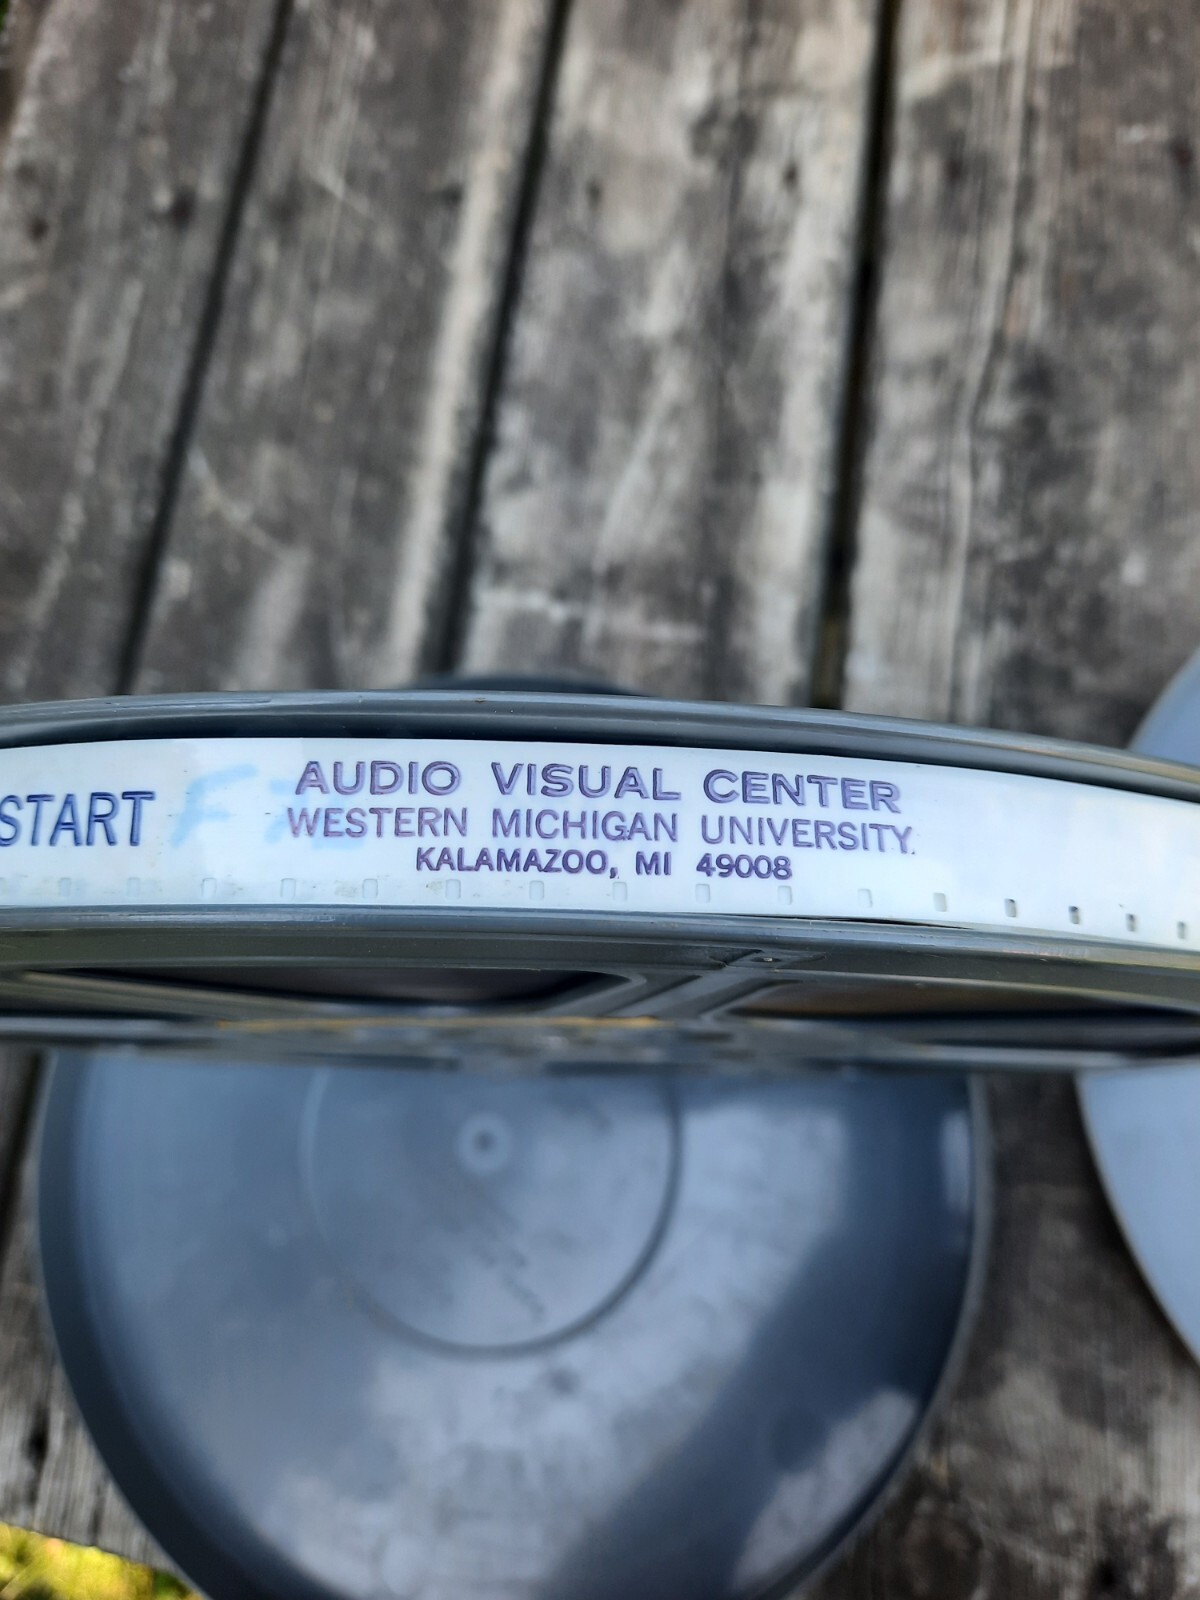 START
AUDIO VISUAL CENTER
WESTERN MICHIGAN UNIVERSITY
KALAMAZOO, MI 49008